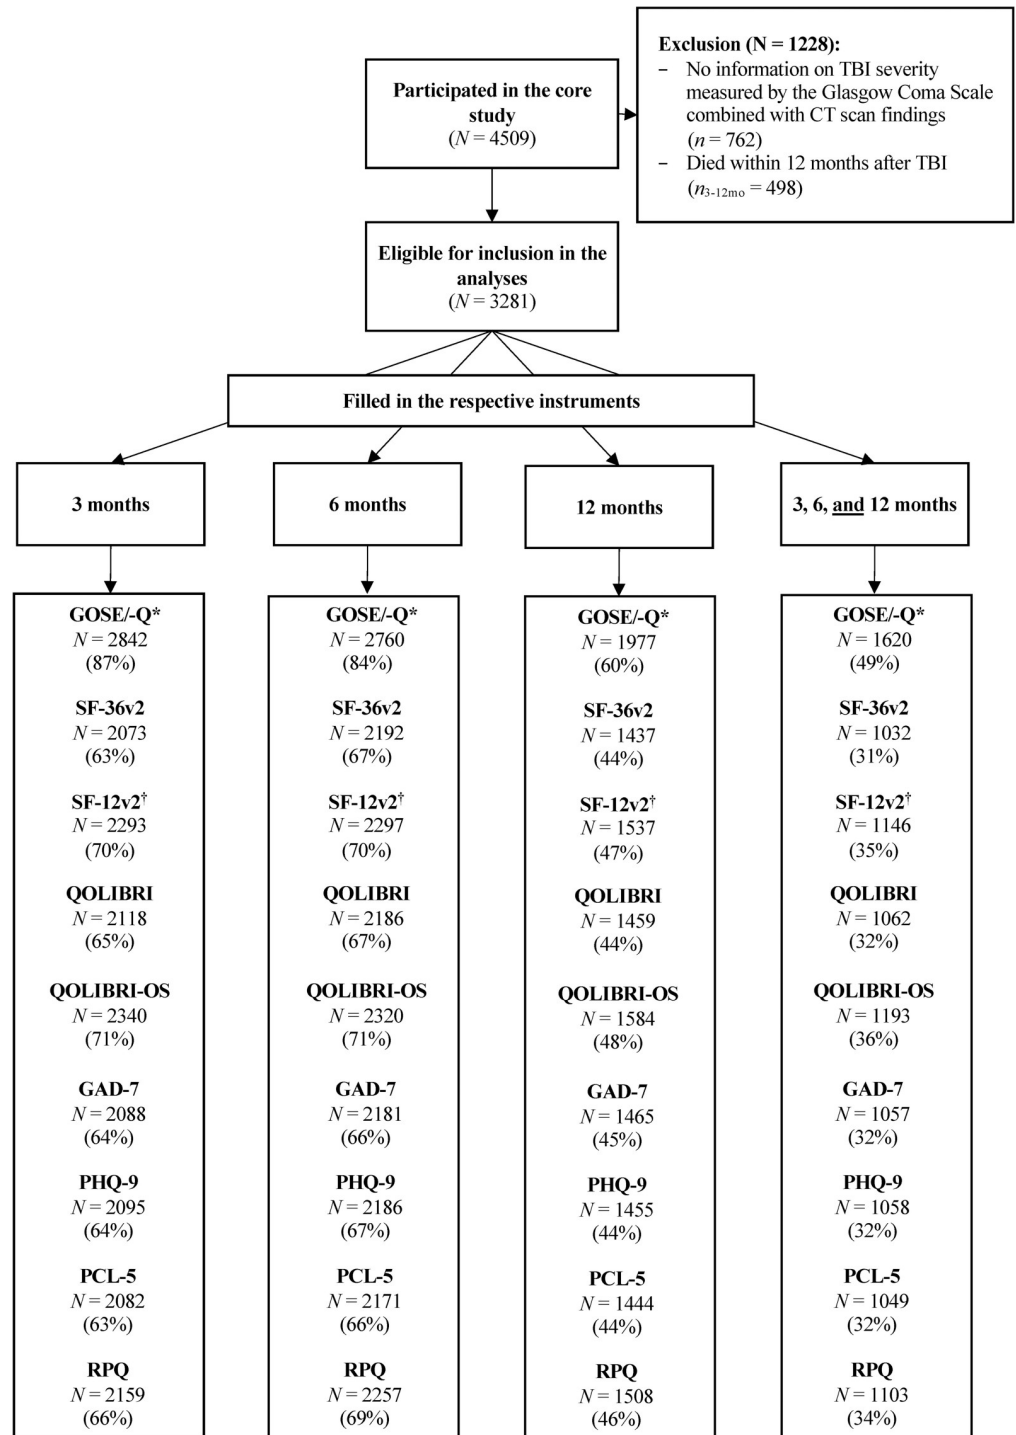 Participated in the core
study
(N = 4509)
Exclusion (N = 1228):
– No information on TBI severity
measured by the Glasgow Coma Scale
combined with CT scan findings
(n = 762)
– Died within 12 months after TBI
(n3-12mo = 498)
Eligible for inclusion in the
analyses
(N = 3281)
Filled in the respective instruments
3 months
6 months
12 months
3, 6, and 12 months
GOSE/-Q*
N = 2842
(87%)
SF-36v2
N = 2073
(63%)
SF-12v2†
N = 2293
(70%)
QOLIBRI
N = 2118
(65%)
QOLIBRI-OS
N = 2340
(71%)
GAD-7
N = 2088
(64%)
PHQ-9
N = 2095
(64%)
PCL-5
N = 2082
(63%)
RPQ
N = 2159
(66%)
GOSE/-Q*
N = 2760
(84%)
SF-36v2
N = 2192
(67%)
SF-12v2†
N = 2297
(70%)
QOLIBRI
N = 2186
(67%)
QOLIBRI-OS
N = 2320
(71%)
GAD-7
N = 2181
(66%)
PHQ-9
N = 2186
(67%)
PCL-5
N = 2171
(66%)
RPQ
N = 2257
(69%)
GOSE/-Q*
N = 1977
(60%)
SF-36v2
N = 1437
(44%)
SF-12v2†
N = 1537
(47%)
QOLIBRI
N = 1459
(44%)
QOLIBRI-OS
N = 1584
(48%)
GAD-7
N = 1465
(45%)
PHQ-9
N = 1455
(44%)
PCL-5
N = 1444
(44%)
RPQ
N = 1508
(46%)
GOSE/-Q*
N = 1620
(49%)
SF-36v2
N = 1032
(31%)
SF-12v2†
N = 1146
(35%)
QOLIBRI
N = 1062
(32%)
QOLIBRI-OS
N = 1193
(36%)
GAD-7
N = 1057
(32%)
PHQ-9
N = 1058
(32%)
PCL-5
N = 1049
(32%)
RPQ
N = 1103
(34%)